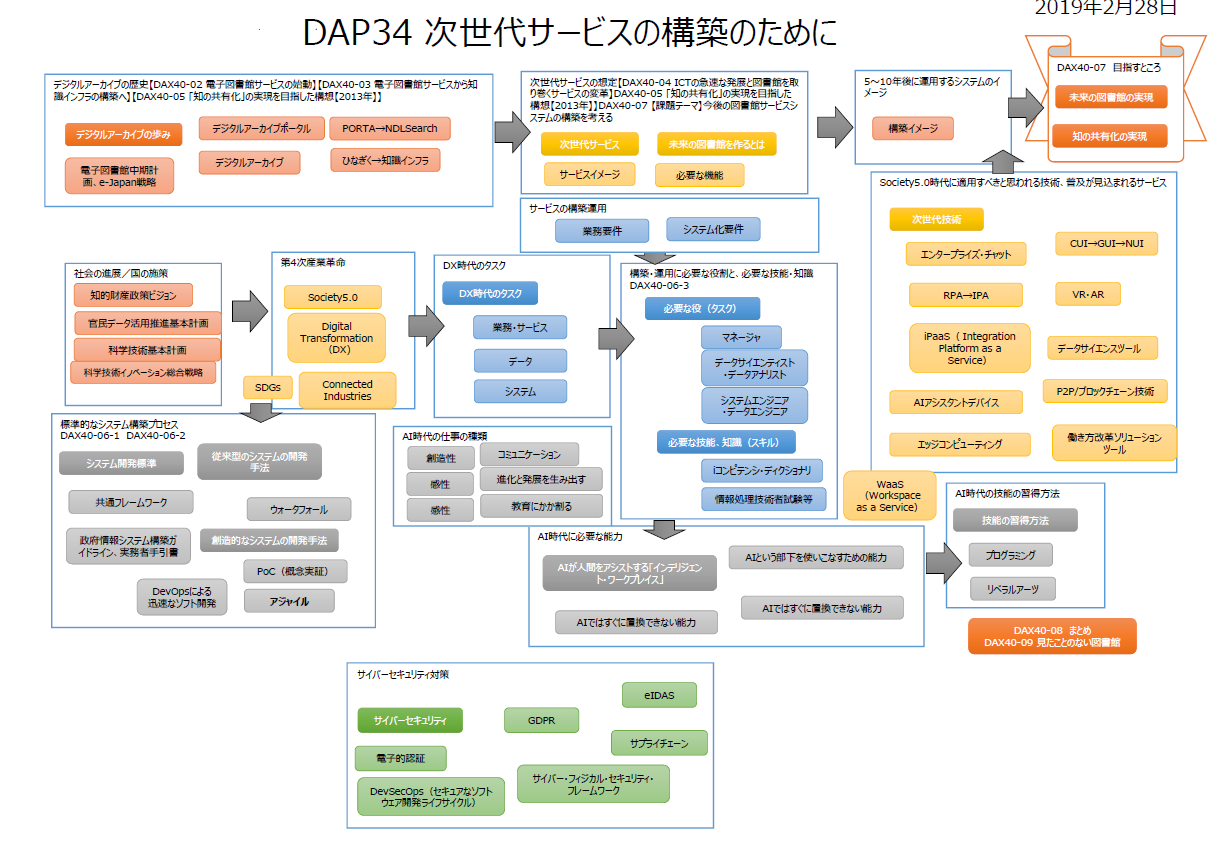 2019年2月28日
DAP34 次世代サービスの構築のために
デジタルアーカイブの歴史【DAX40-02 電子図書館サービスの始動】【DAX40-03 電子図書館サービスから知
識インフラの構築へ】【DAX40-05 「知の共有化」の実現を目指した構想【2013年】】
デジタルアーカイブの歩み
デジタルアーカイブポータル
PORTA→NDLSearch
電子図書館中期計
画、e-Japan戦略
デジタルアーカイブ
ひなぎく→知識インフラ
次世代サービスの想定【DAX40-04 ICTの急速な発展と図書館を取
り巻くサービスの変革】DAX40-05 「知の共有化」の実現を目指した
構想【2013年】】DAX40-07 【課題テーマ】今後の図書館サービスシ
ステムの構築を考える
次世代サービス
未来の図書館を作るとは
サービスイメージ
必要な機能
5～10年後に運用するシステムのイ
メージ
構築イメージ
DAX40-07 目指すところ
未来の図書館の実現
知の共有化の実現
サービスの構築運用
業務要件
システム化要件
Society5.0時代に適用すべきと思われる技術、普及が見込まれるサービス
次世代技術
エンタープライズ・チャット
CUI→GUI→NUI
RPA→IPA
VR・AR
iPaaS（ Integration
Platform as a
Service）
データサイエンスツール
AIアシスタントデバイス
P2P/ブロックチェーン技術
エッジコンピューティング
働き方改革ソリューション
ツール
WaaS
（Workspace
as a Service）
社会の進展／国の施策
知的財産政策ビジョン
官民データ活用推進基本計画
科学技術基本計画
科学技術イノベーション総合戦略
第4次産業革命
Society5.0
Digital
Transformation
（DX）
SDGs
Connected
Industries
DX時代のタスク
DX時代のタスク
業務・サービス
データ
システム
構築・運用に必要な役割と、必要な技能・知識
DAX40-06-3
必要な役（タスク）
マネージャ
データサイエンティスト
・データアナリスト
システムエンジニア
・データエンジニア
必要な技能、知識（スキル）
iコンピテンシ・ディクショナリ
情報処理技術者試験等
標準的なシステム構築プロセス
DAX40-06-1 DAX40-06-2
システム開発標準
従来型のシステムの開発
手法
共通フレームワーク
ウォータフォール
政府情報システム構築ガ
イドライン、実務者手引書
創造的なシステムの開発手法
PoC（概念実証）
DevOpsによる
迅速なソフト開発
アジャイル
AI時代の仕事の種類
創造性
コミュニケーション
感性
進化と発展を生み出す
感性
教育にかか割る
AI時代に必要な能力
AIが人間をアシストする「インテリジェ
ント・ワークプレイス」
AIという部下を使いこなすための能力
AIではすぐに置換できない能力
AIではすぐに置換できない能力
AI時代の技能の習得方法
技能の習得方法
プログラミング
リベラルアーツ
DAX40-08 まとめ
DAX40-09 見たことのない図書館
サイバーセキュリティ対策
eIDAS
サイバーセキュリティ
GDPR
サプライチェーン
電子的認証
DevSecOps（セキュアなソフト
ウエア開発ライフサイクル）
サイバー・フィジカル・セキュリティ・
フレームワーク